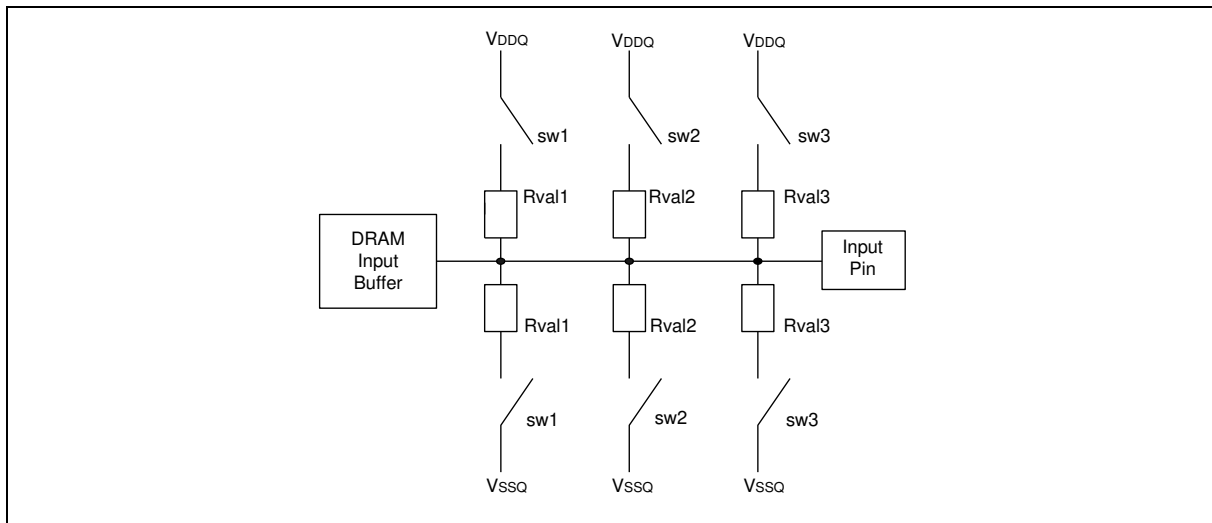 VDDQ VDDQ VDDQ
sw1 sw2 sw3
Rval1 Rval2 Rval3
DRAM
Input
Buffer
Input
Pin
Rval1 Rval2 Rval3
sw1 sw2 sw3
VSSQ VSSQ VSSQ